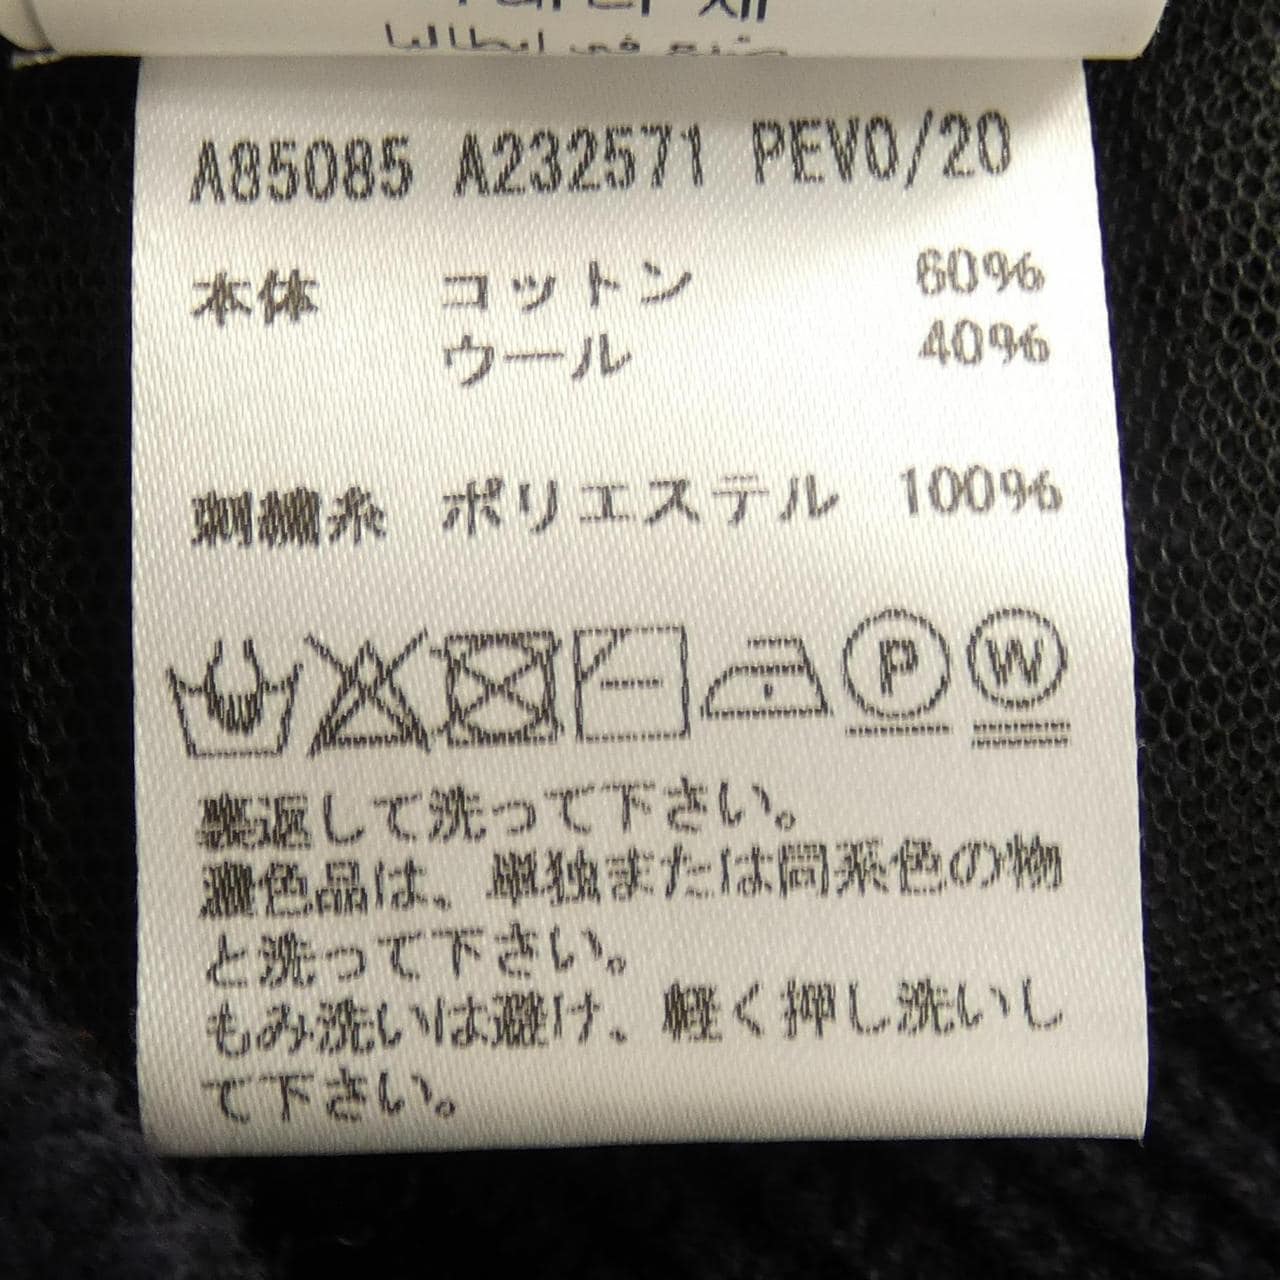 A85085 A232571 PEVO/20
本体 コットン 60%
ウール 40%
刺繍糸 ポリエステル 100%
P W
裏返して洗って下さい。
濃色品は、単独または同系色の物
と洗って下さい。
もみ洗いは避け、軽く押し洗いし
て下さい。